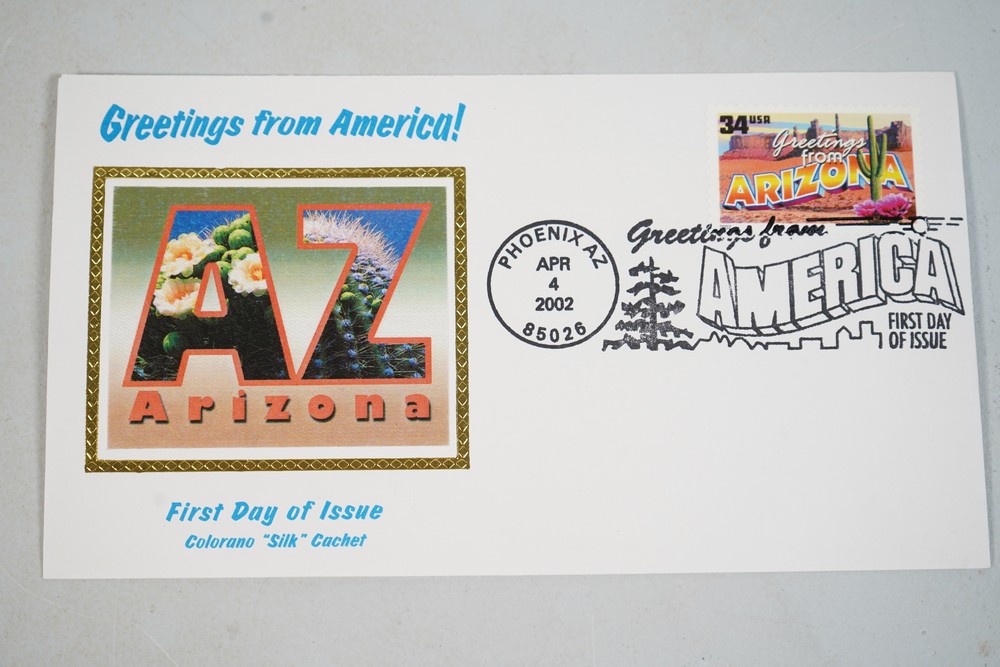 Greetings from America!
AZ
Arizona
First Day of Issue
Colorano "Silk" Cachet
34 USA
Greetings
from
ARIZONA
PHOENIX AZ
APR
4
2002
85026
Greetings from
AMERICA
FIRST DAY
OF ISSUE